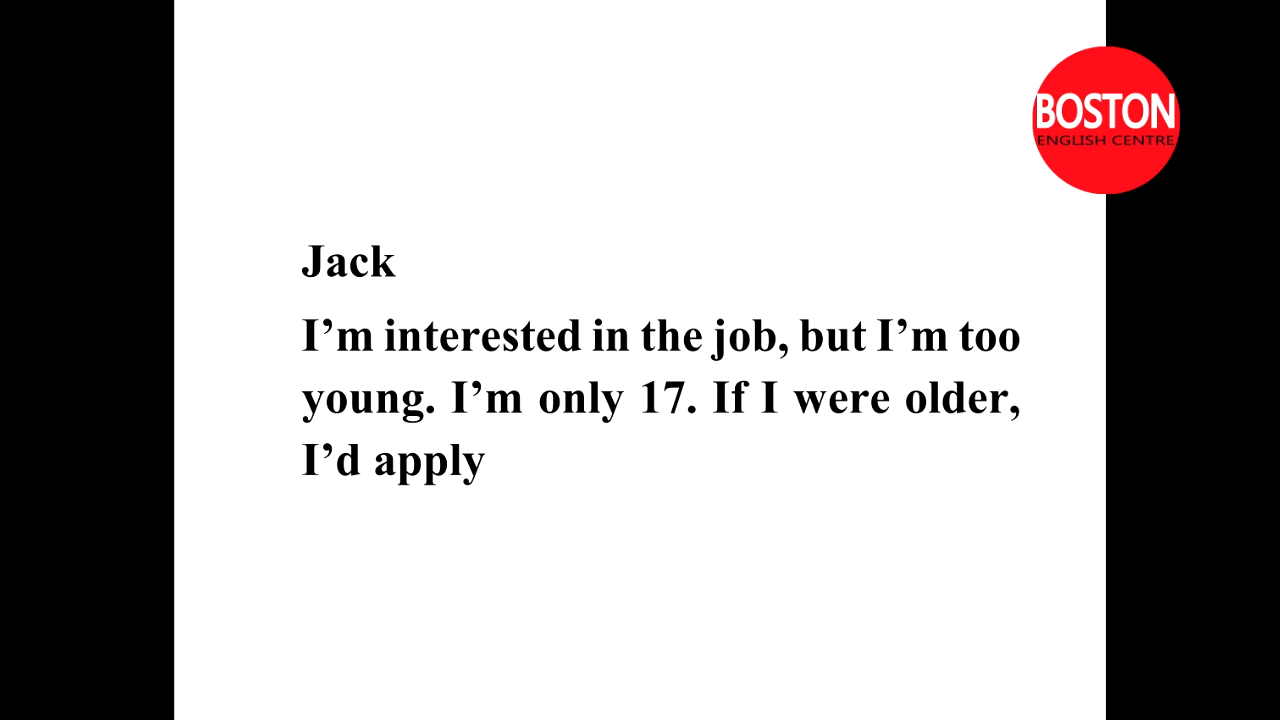 BOSTON
ENGLISH CENTRE
Jack
I’m interested in the job, but I’m too
young. I’m only 17. If I were older,
I’d apply